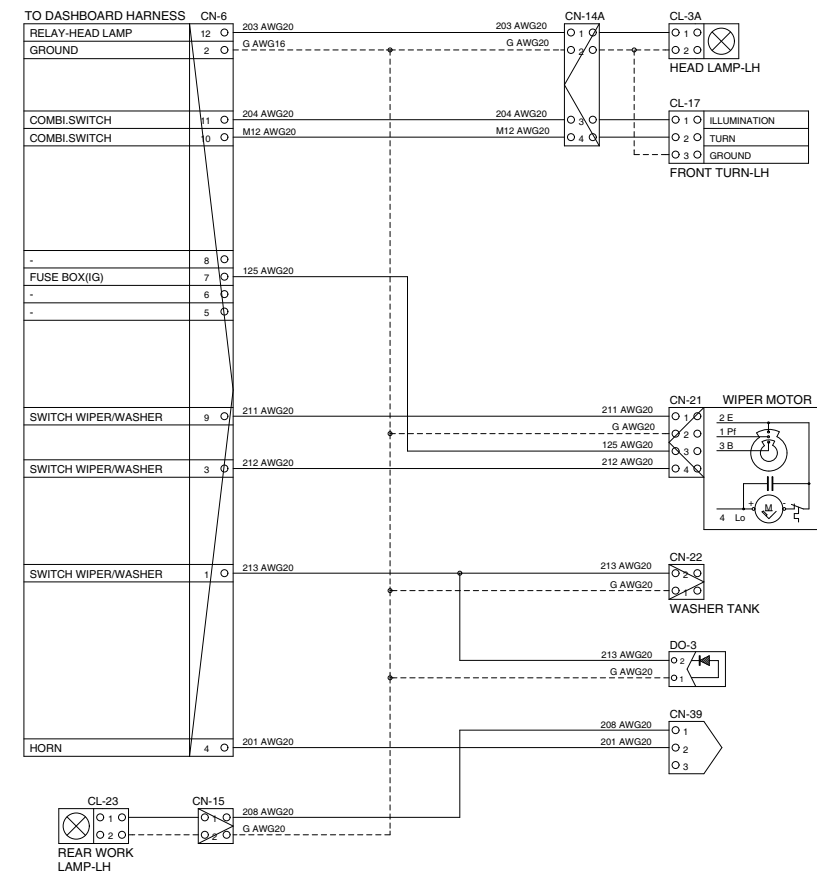 TO DASHBOARD HARNESS CN-6 CN-14A CL-3A
RELAY-HEAD LAMP 12 203 AWG20 203 AWG20 1 1
GROUND 2 G AWG16 G AWG20 2 2
HEAD LAMP-LH
CL-17
COMBI.SWITCH 11 204 AWG20 204 AWG20 3 1 ILLUMINATION
COMBI.SWITCH 10 M12 AWG20 M12 AWG20 4 2 TURN
3 GROUND
FRONT TURN-LH
- 8
FUSE BOX(IG) 7 125 AWG20
- 6
- 5
CN-21 WIPER MOTOR
SWITCH WIPER/WASHER 9 211 AWG20 211 AWG20 1 2 E
G AWG20 2 1 Pf
125 AWG20 3 3 B
SWITCH WIPER/WASHER 3 212 AWG20 212 AWG20 4
+ M -
4 Lo
CN-22
SWITCH WIPER/WASHER 1 213 AWG20 213 AWG20 2
G AWG20 1
WASHER TANK
DO-3
213 AWG20 2
G AWG20 1
CN-39
208 AWG20 1
HORN 4 201 AWG20 201 AWG20 2
3
CL-23 CN-15
1 1 208 AWG20
2 2 G AWG20
REAR WORK
LAMP-LH